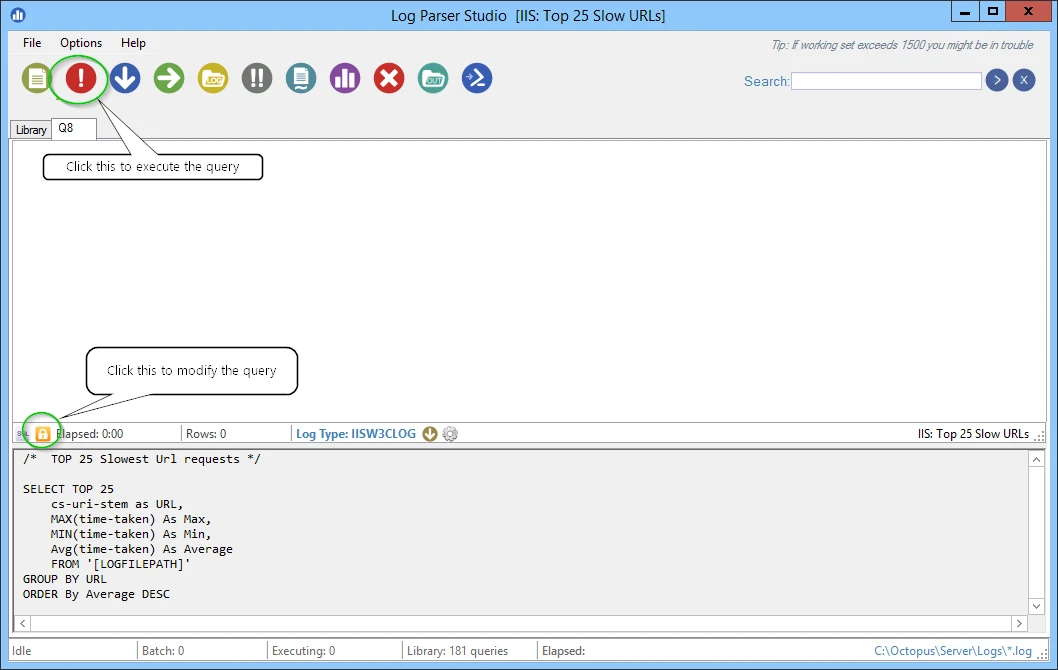 Log Parser Studio  [IIS: Top 25 Slow URLs]
File Options Help
Tip: If working set exceeds 1500 you might be in trouble
LOG OUT
Search: > X
Library Q8
Click this to execute the query
Click this to modify the query
SQL Elapsed: 0:00 Rows: 0 Log Type: IISW3CLOG IIS: Top 25 Slow URLs
/*  TOP 25 Slowest Url requests */
SELECT TOP 25
    cs-uri-stem as URL,
    MAX(time-taken) As Max,
    MIN(time-taken) As Min,
    Avg(time-taken) As Average
    FROM '[LOGFILEPATH]'
GROUP BY URL
ORDER By Average DESC
Idle Batch: 0 Executing: 0 Library: 181 queries Elapsed: C:\Octopus\Server\Logs\*.log